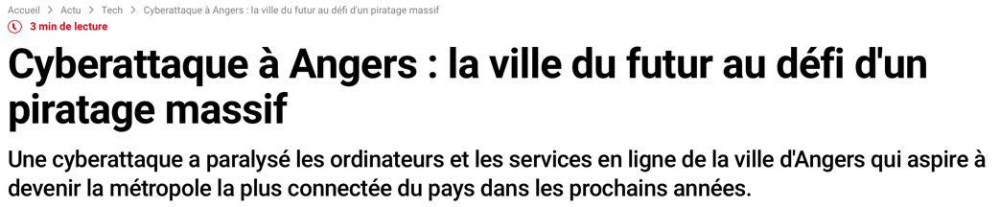 Accueil > Actu > Tech > Cyberattaque à Angers : la ville du futur au défi d'un piratage massif
3 min de lecture
Cyberattaque à Angers : la ville du futur au défi d'un
piratage massif
Une cyberattaque a paralysé les ordinateurs et les services en ligne de la ville d'Angers qui aspire à
devenir la métropole la plus connectée du pays dans les prochains années.